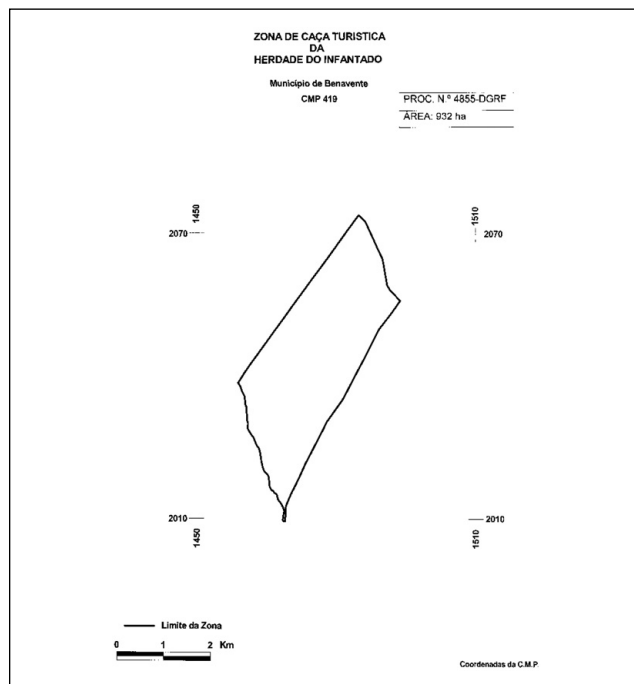 ZONA DE CAÇA TURISTICA
DA
HERDADE DO INFANTADO
Município de Benavente
CMP 419
PROC. N.º 4855-DGRF
ÁREA: 932 ha
1450
1510
2070
2070
2010
2010
1450
1510
Limite da Zona
0 1 2 Km
Coordenadas da C.M.P.